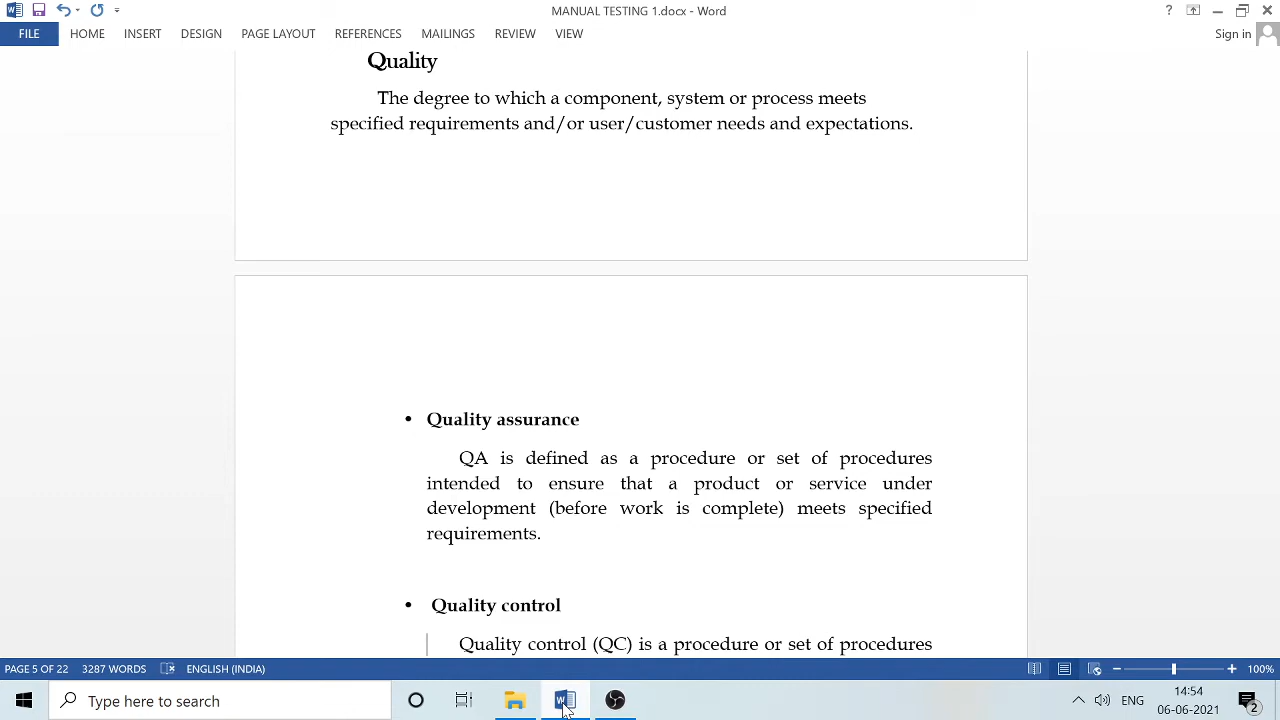 MANUAL TESTING 1.docx - Word
?
FILE HOME INSERT DESIGN PAGE LAYOUT REFERENCES MAILINGS REVIEW VIEW Sign in
Quality
The degree to which a component, system or process meets
specified requirements and/or user/customer needs and expectations.
• Quality assurance
QA is defined as a procedure or set of procedures
intended to ensure that a product or service under
development (before work is complete) meets specified
requirements.
• Quality control
Quality control (QC) is a procedure or set of procedures
PAGE 5 OF 22 3287 WORDS ENGLISH (INDIA) 100%
Type here to search
ENG
14:54
06-06-2021
2